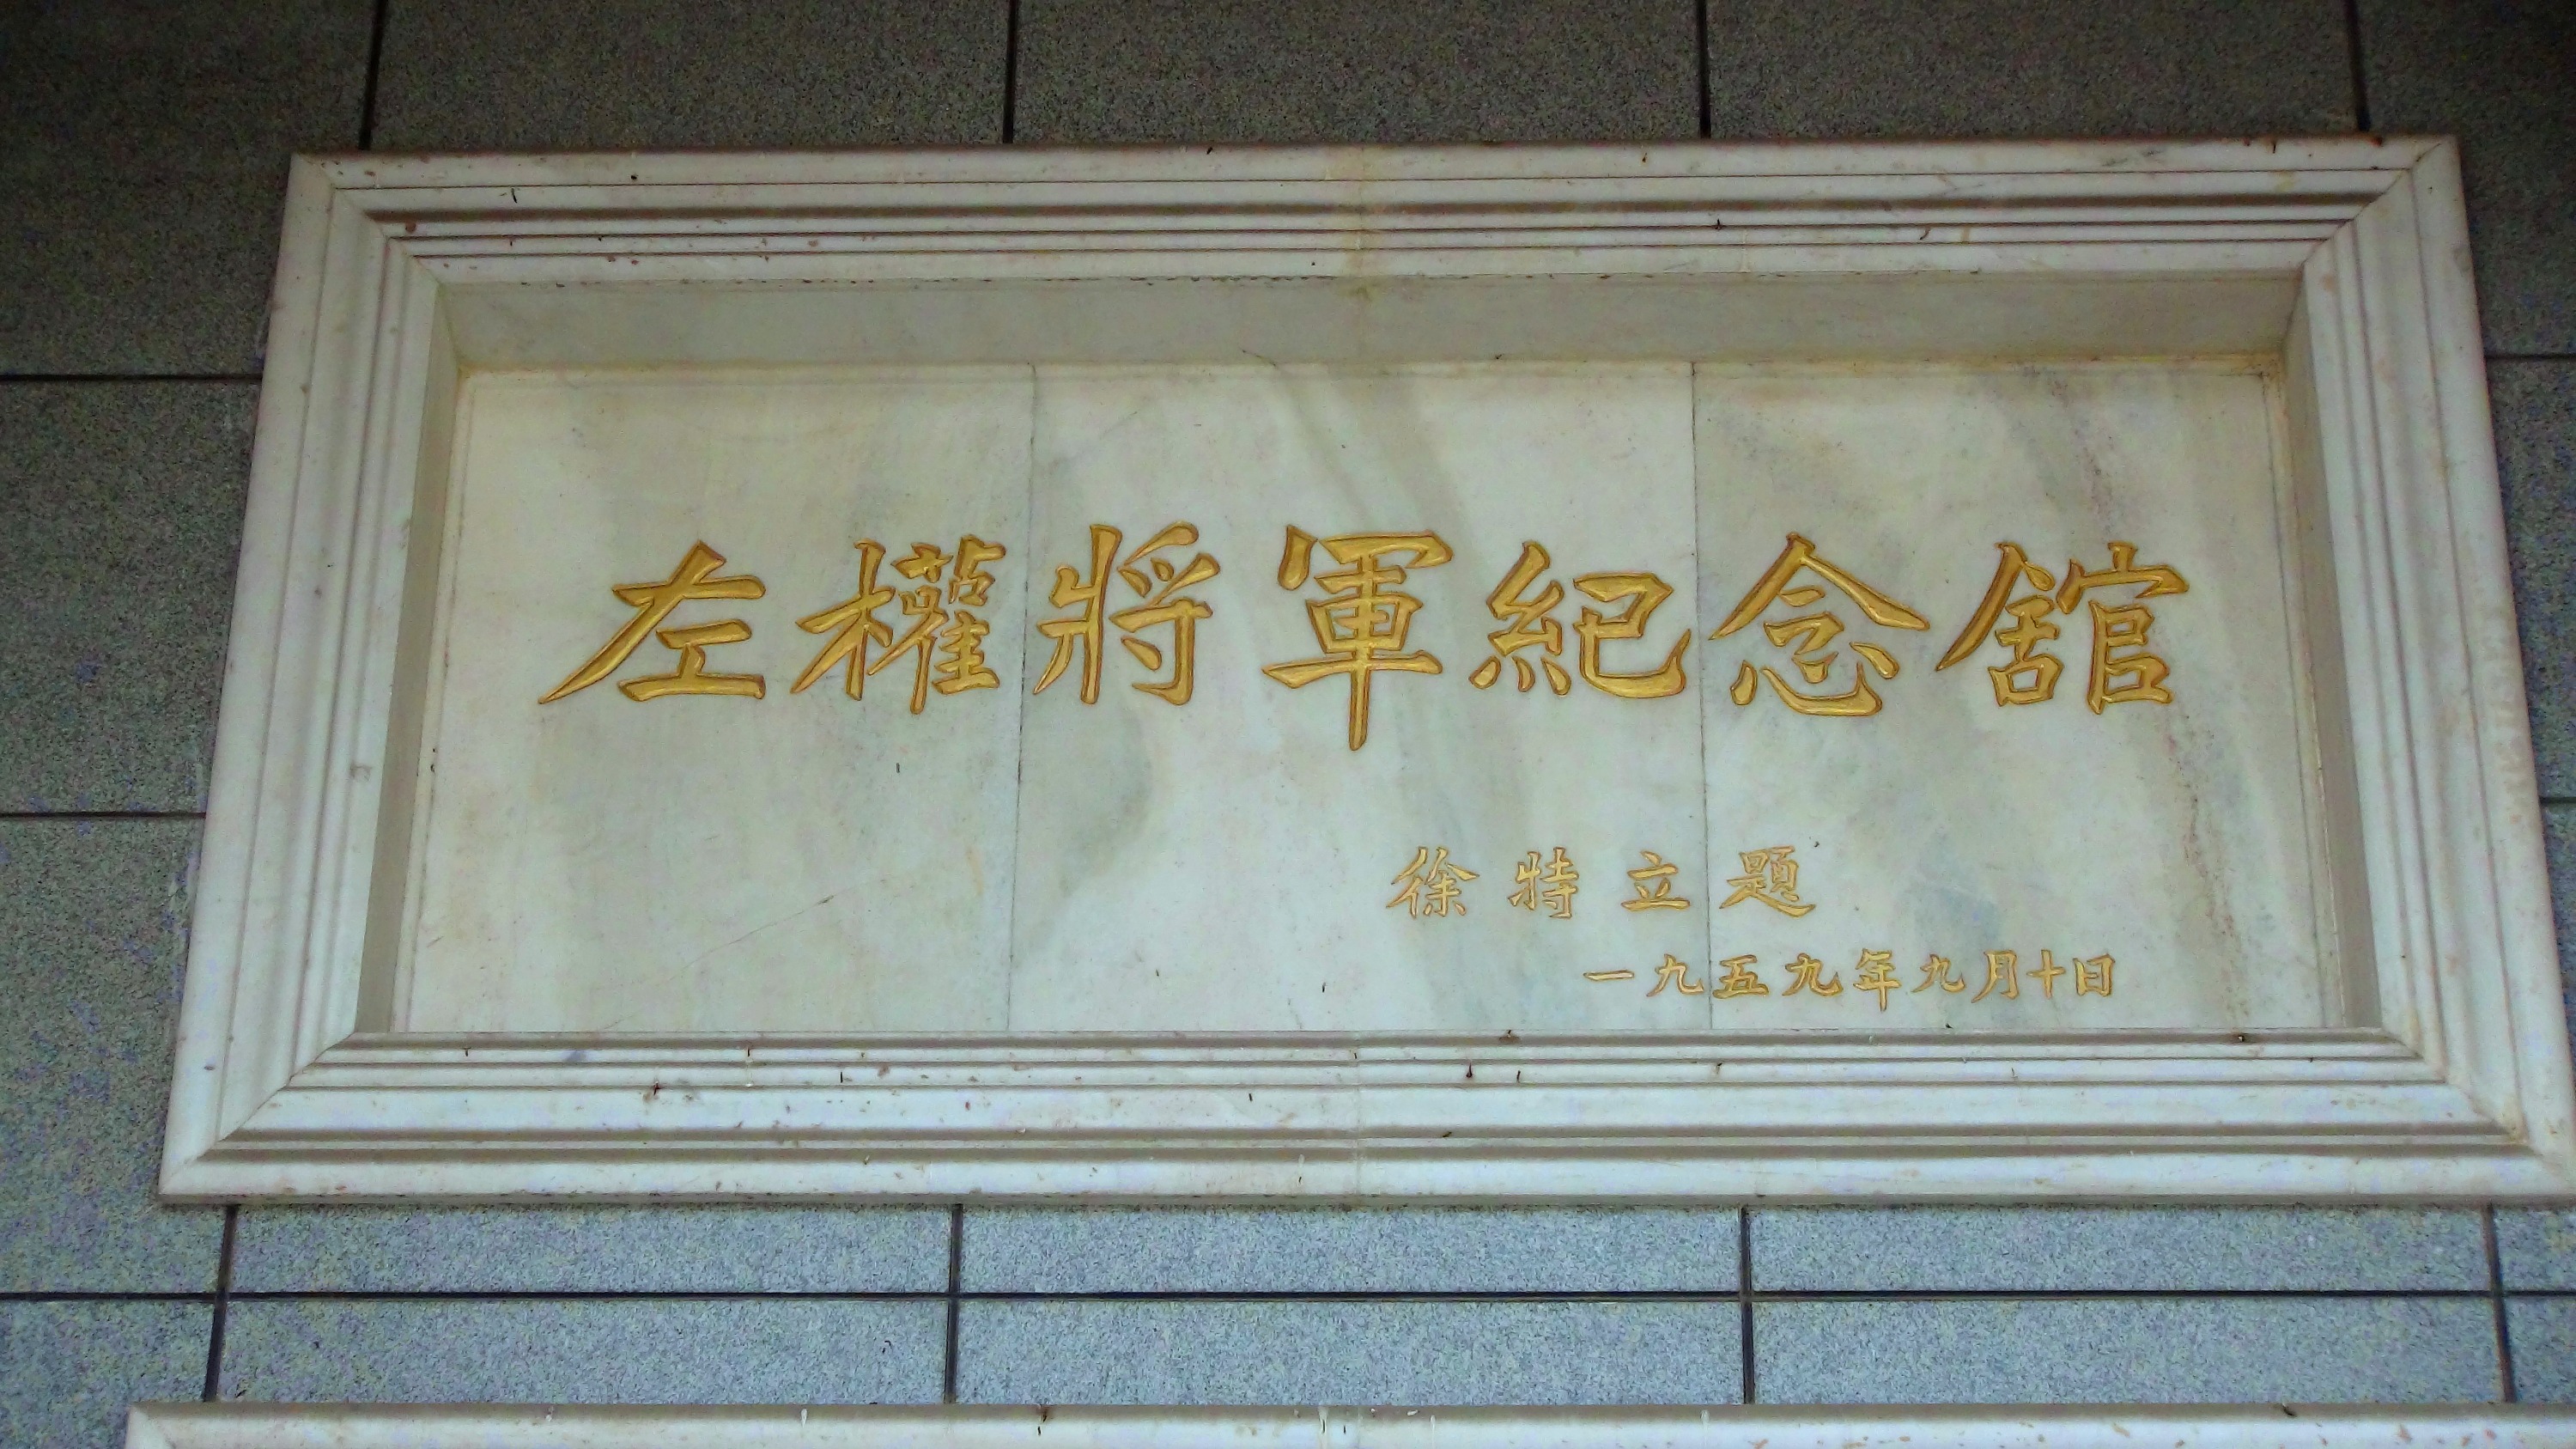 左權將軍紀念舘
徐特立題
一九五九年九月十日